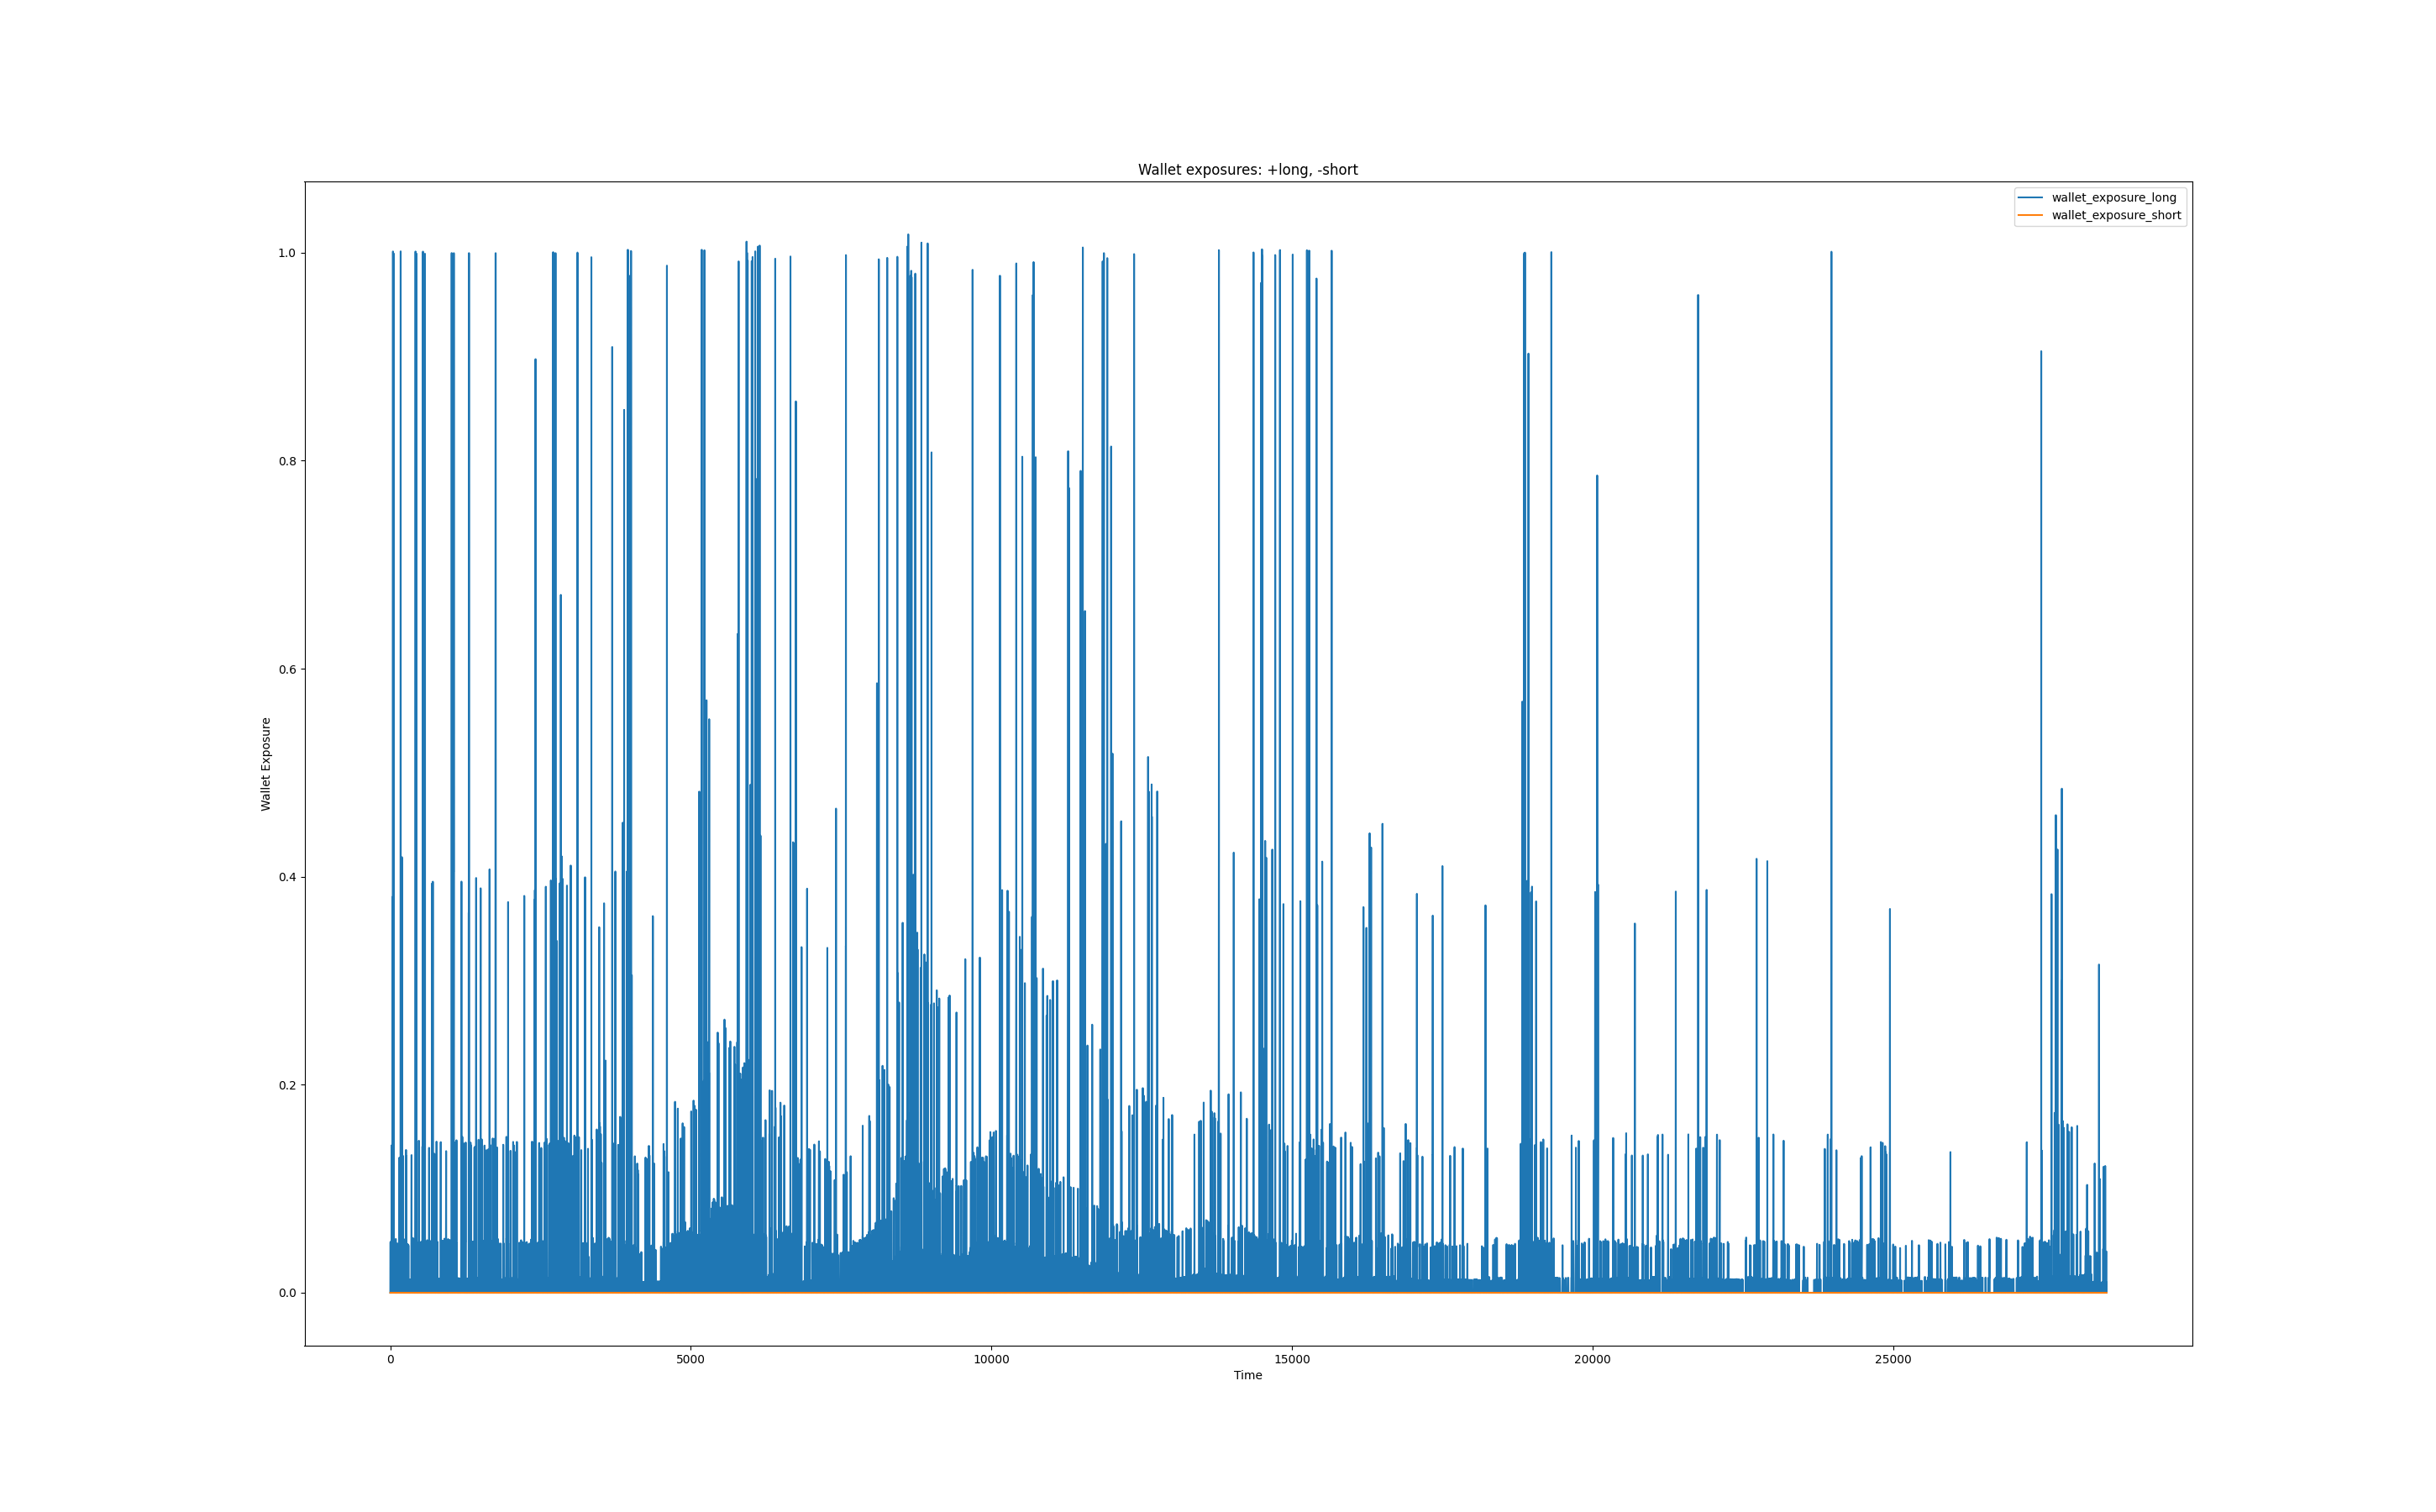 Wallet exposures: +long, -short
wallet_exposure_long
wallet_exposure_short
1.0
0.8
0.6
0.4
0.2
0.0
Wallet Exposure
0 5000 10000 15000 20000 25000
Time